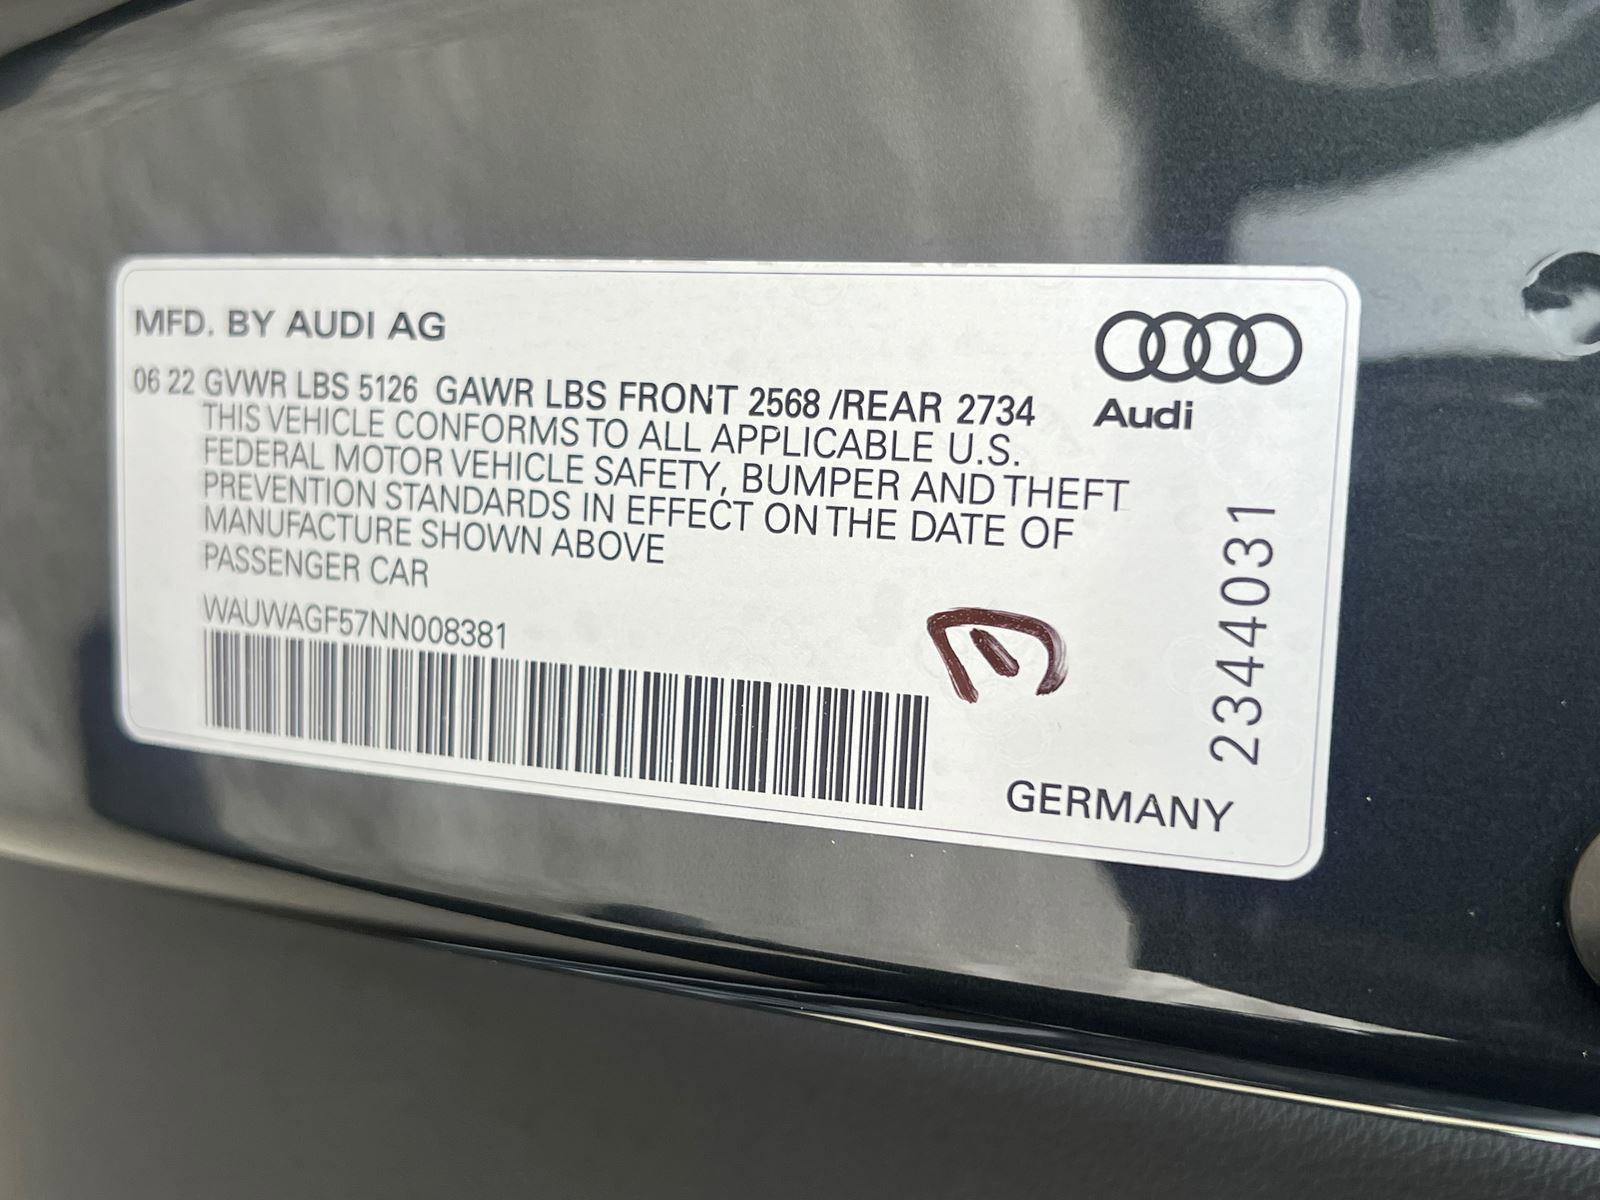 MFD. BY AUDI AG
06 22 GVWR LBS 5126 GAWR LBS FRONT 2568 /REAR 2734
THIS VEHICLE CONFORMS TO ALL APPLICABLE U.S.
FEDERAL MOTOR VEHICLE SAFETY, BUMPER AND THEFT
PREVENTION STANDARDS IN EFFECT ON THE DATE OF
MANUFACTURE SHOWN ABOVE
PASSENGER CAR
WAUWAGF57NN008381
Audi
2344031
GERMANY